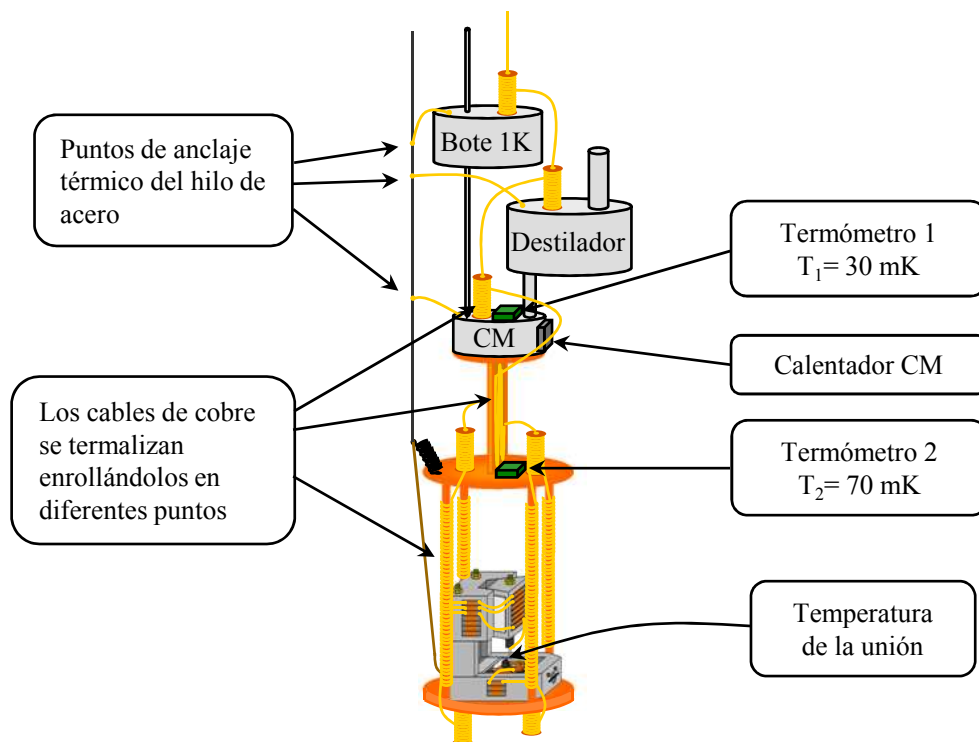 Puntos de anclaje
térmico del hilo de
acero
Bote 1K
Destilador
CM
Termómetro 1
T₁= 30 mK
Calentador CM
Los cables de cobre
se termalizan
enrollándolos en
diferentes puntos
Termómetro 2
T₂= 70 mK
Temperatura
de la unión